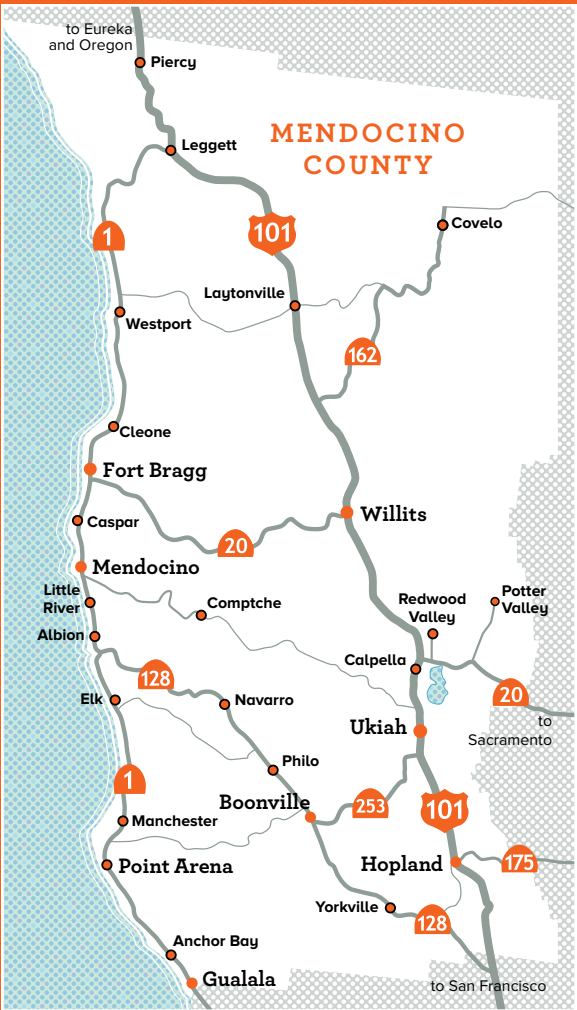 to Eureka
and Oregon
Piercy
MENDOCINO
COUNTY
Leggett
1
101
Covelo
Laytonville
Westport
162
Cleone
Fort Bragg
Willits
Caspar
20
Mendocino
Little
River
Comptche
Redwood
Valley
Potter
Valley
Albion
Calpella
128
Elk
Navarro
20
to
Sacramento
Ukiah
Philo
1
Boonville
253
101
Manchester
Point Arena
Hopland
175
Yorkville
128
Anchor Bay
Gualala
to San Francisco